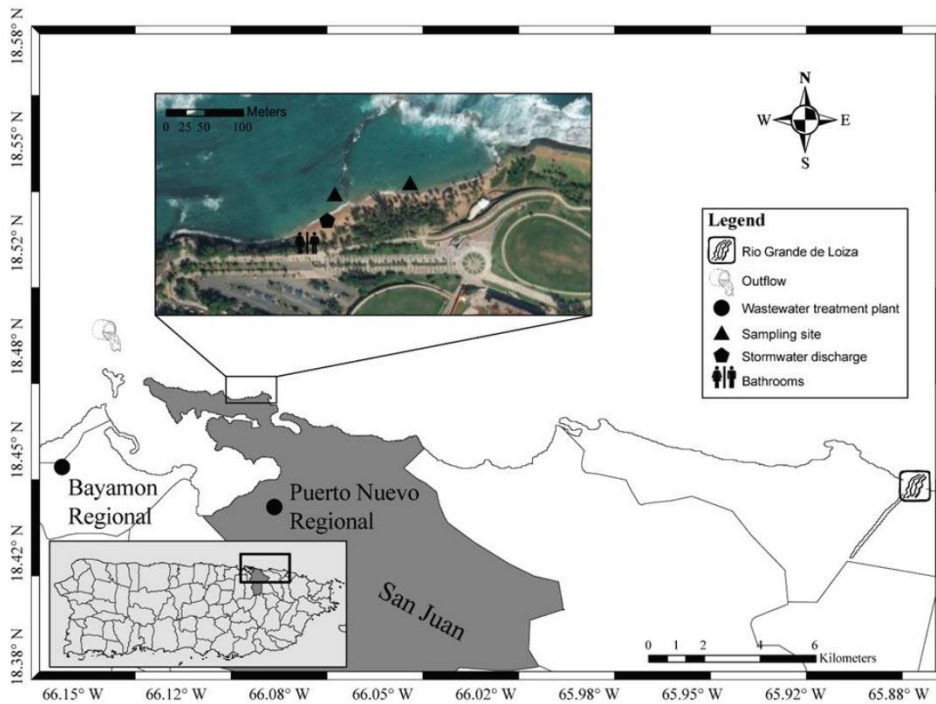 18.58° N
18.55° N
18.52° N
18.48° N
18.45° N
18.42° N
18.38° N
Meters
0 25 50 100
N
W E
S
Legend
Rio Grande de Loiza
Outflow
Wastewater treatment plant
Sampling site
Stormwater discharge
Bathrooms
Bayamon
Regional
Puerto Nuevo
Regional
San Juan
0 1 2 4 6
Kilometers
66.15° W 66.12° W 66.08° W 66.05° W 66.02° W 65.98° W 65.95° W 65.92° W 65.88° W